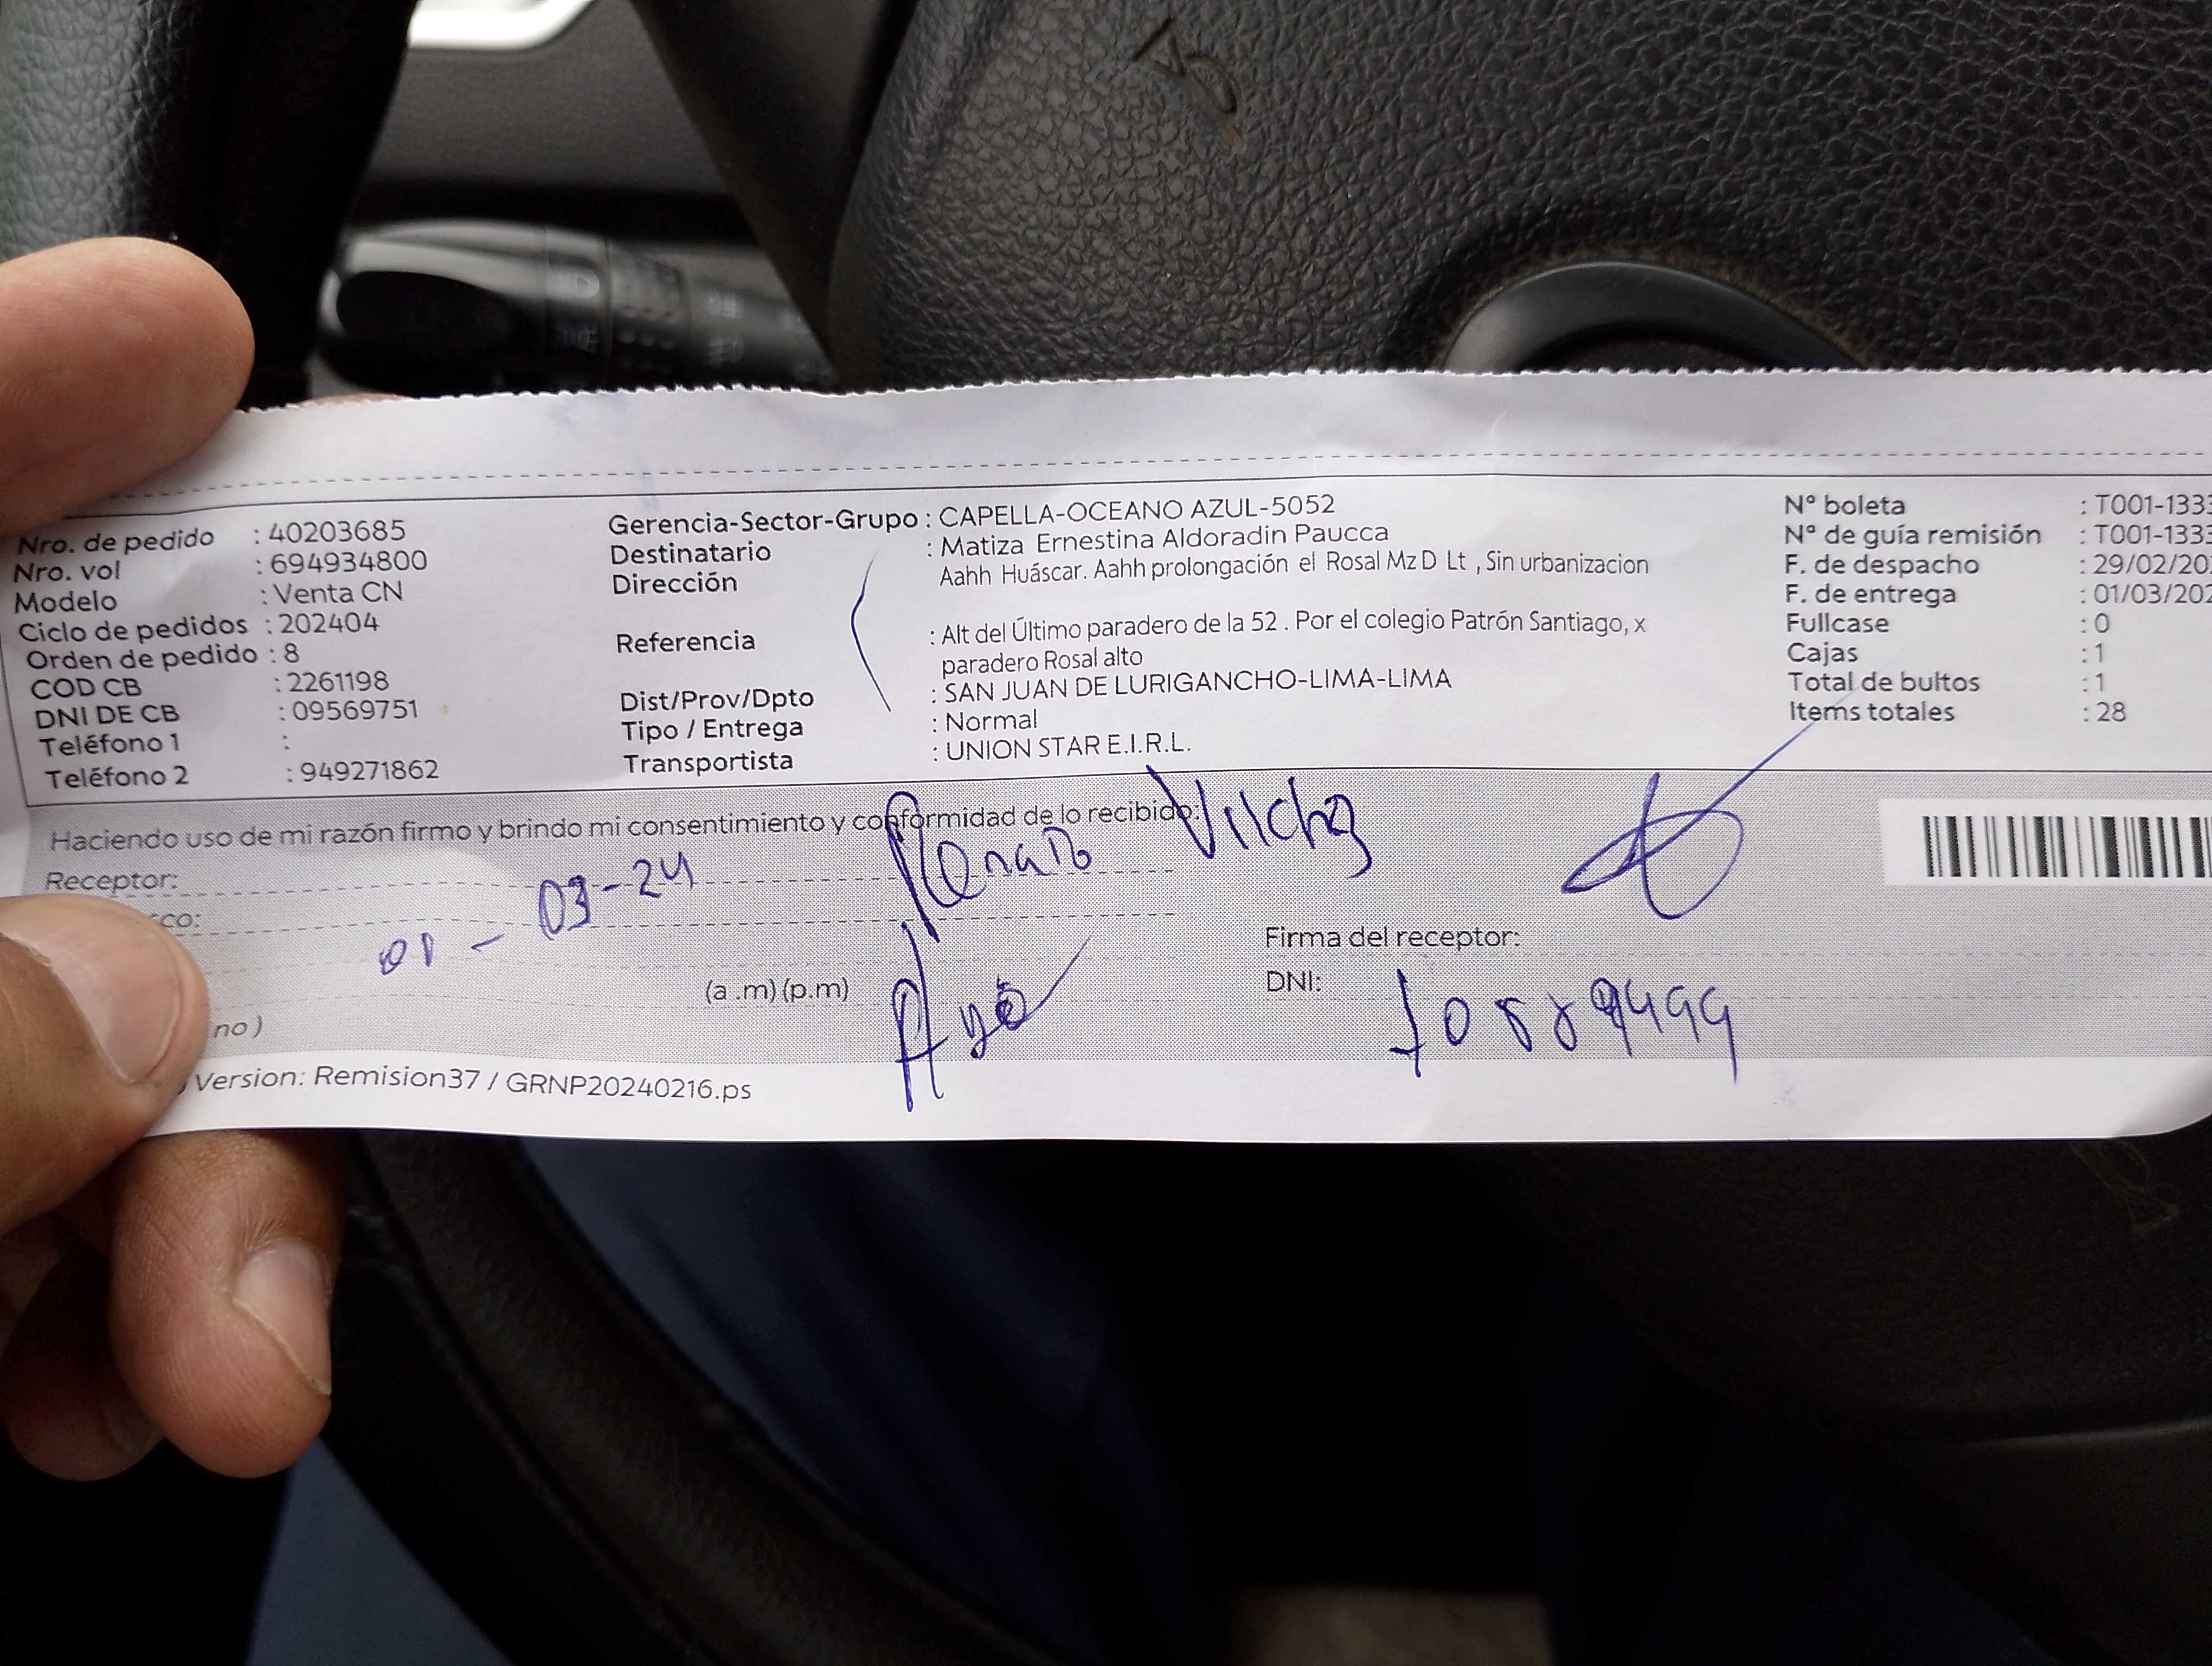 Nro. de pedido : 40203685
Nro. vol : 694934800
Modelo : Venta CN
Ciclo de pedidos : 202404
Orden de pedido : 8
COD CB : 2261198
DNI DE CB : 09569751
Teléfono 1 :
Teléfono 2 : 949271862
Gerencia-Sector-Grupo : CAPELLA-OCEANO AZUL-5052
Destinatario : Matiza Ernestina Aldoradin Paucca
Dirección Aahh Huáscar. Aahh prolongación el Rosal Mz D Lt , Sin urbanizacion
Referencia : Alt del Último paradero de la 52 . Por el colegio Patrón Santiago, x
paradero Rosal alto
Dist/Prov/Dpto : SAN JUAN DE LURIGANCHO-LIMA-LIMA
Tipo / Entrega : Normal
Transportista : UNION STAR E.I.R.L.
N° boleta : T001-133
N° de guía remisión : T001-133
F. de despacho : 29/02/20
F. de entrega : 01/03/202
Fullcase : 0
Cajas : 1
Total de bultos : 1
Items totales : 28
Haciendo uso de mi razón firmo y brindo mi consentimiento y conformidad de lo recibido:
Receptor: Renato Vilchz
co:
01 - 03-24
(a .m) (p.m)
no )
Firma del receptor:
DNI:
Version: Remision37 / GRNP20240216.ps